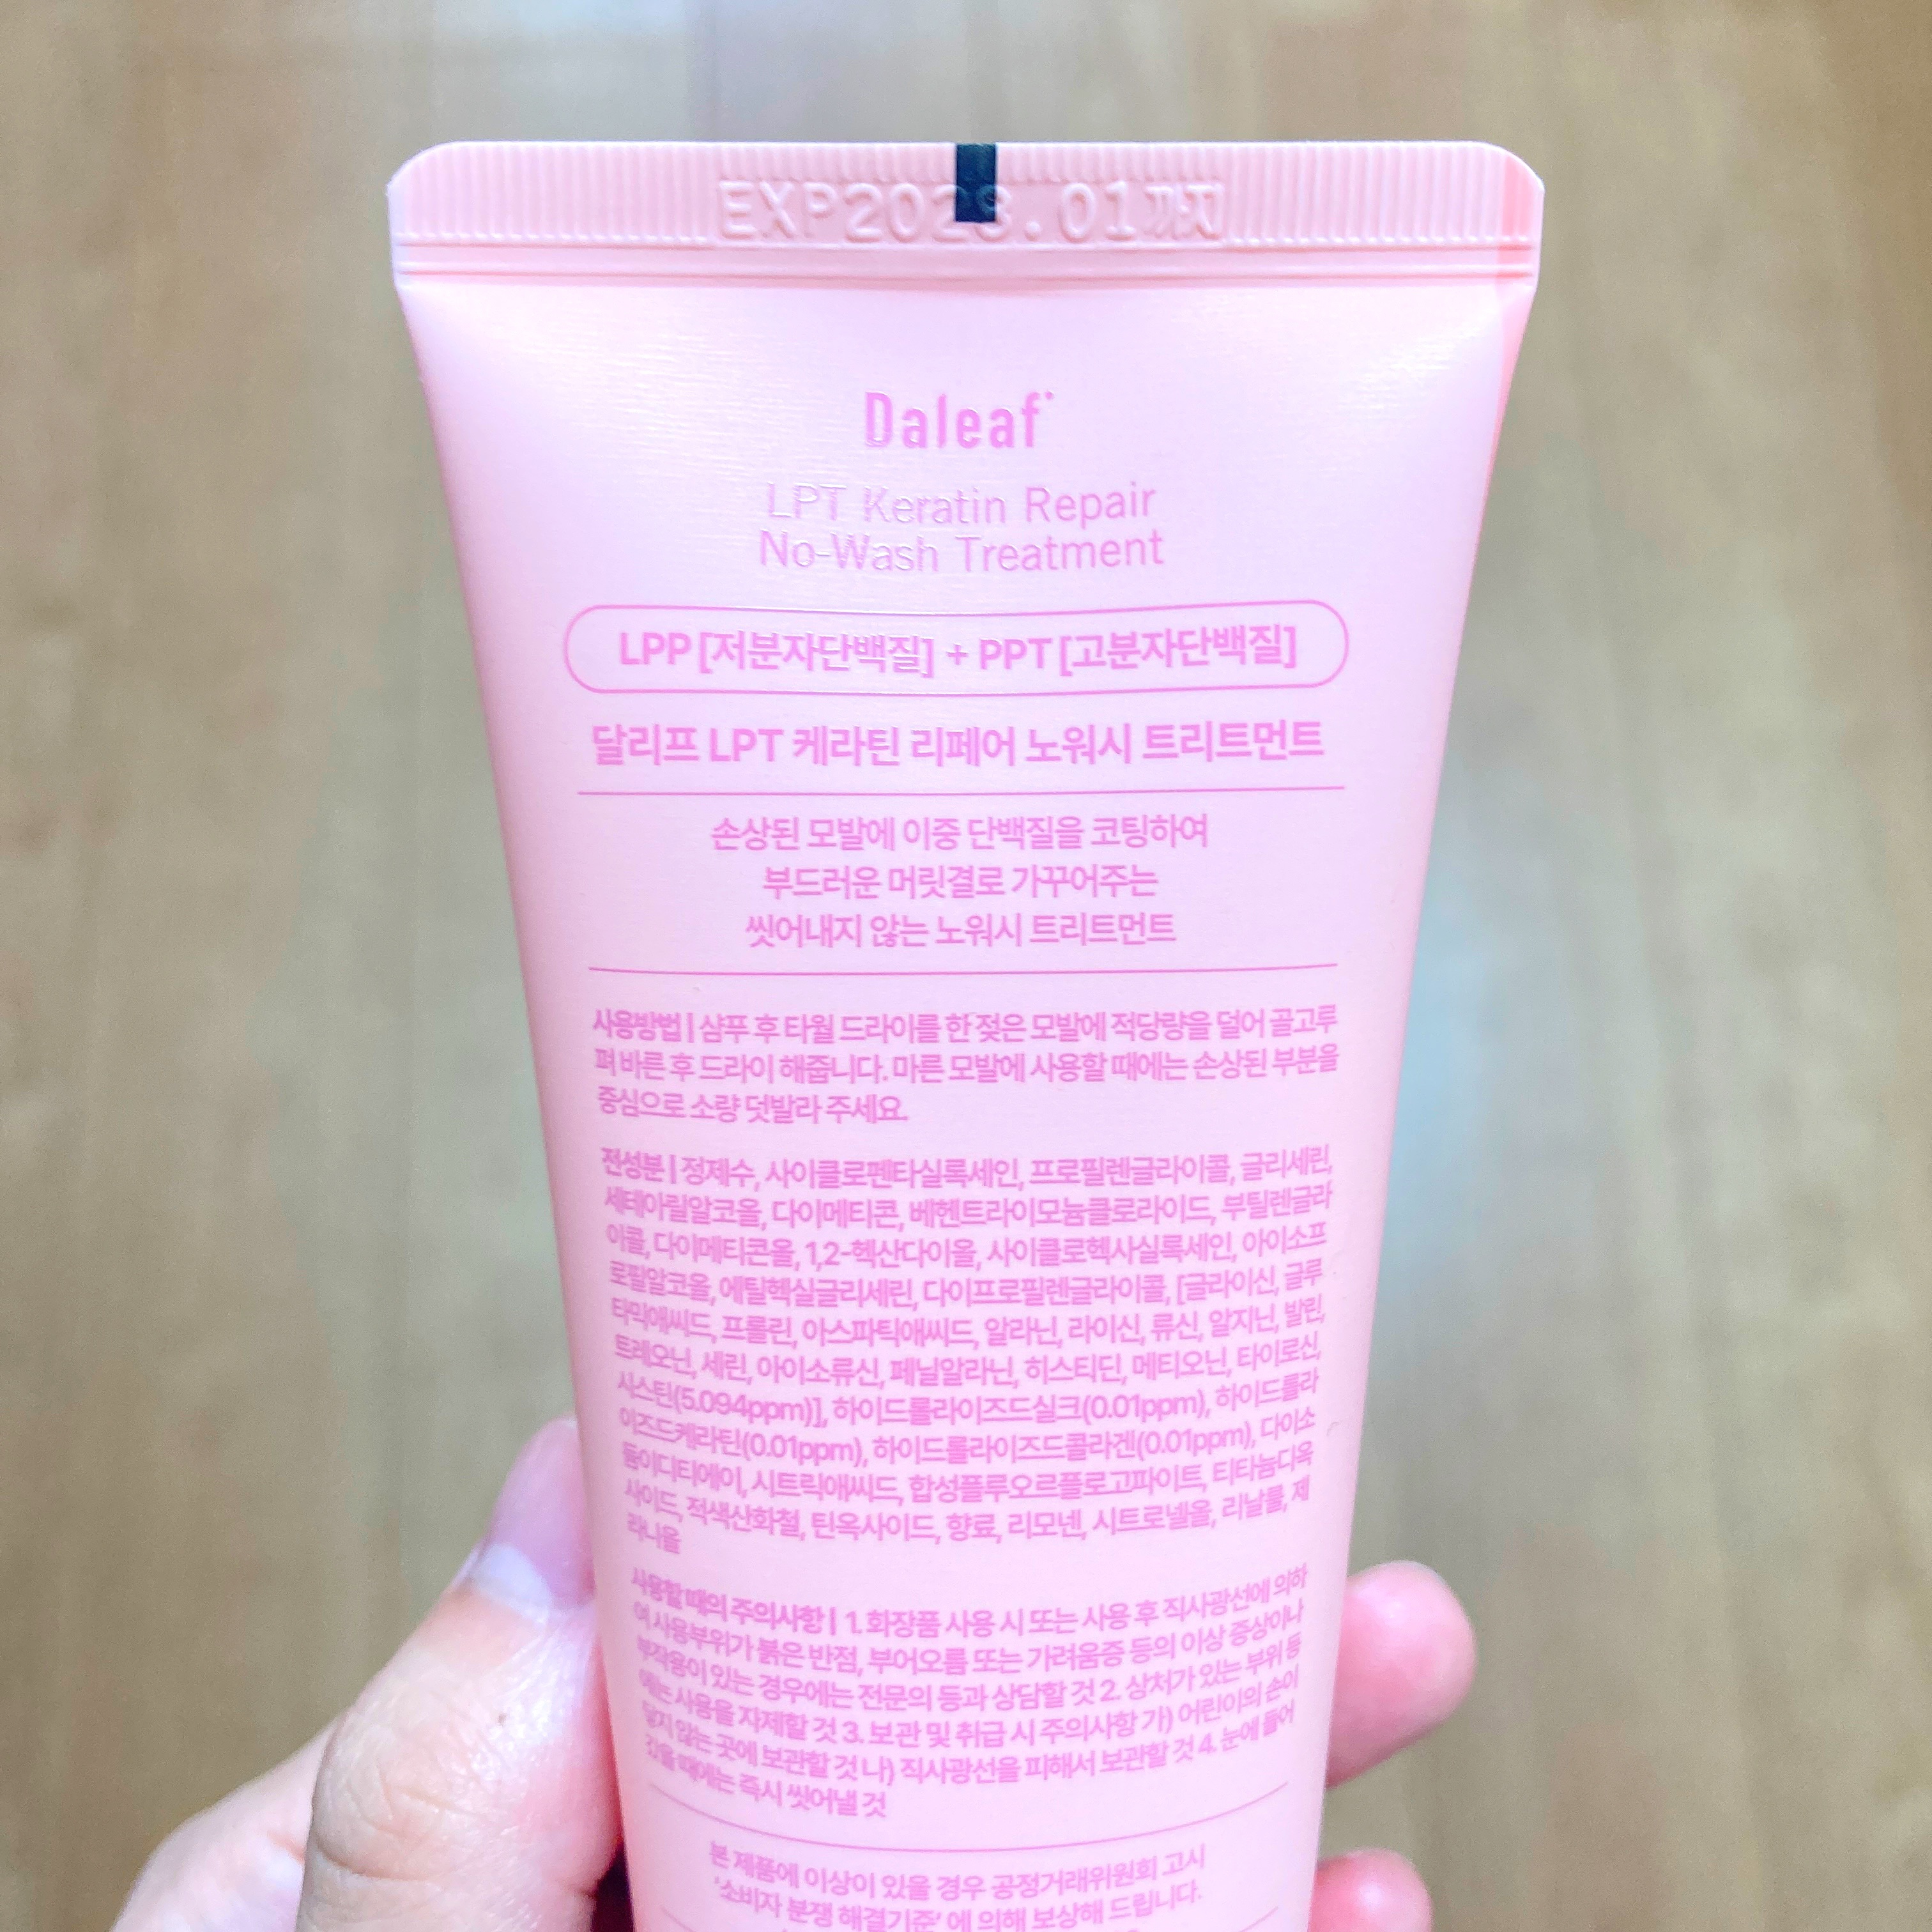 EXP2023.01까지
Daleaf
LPT Keratin Repair
No-Wash Treatment
LPP[저분자단백질] + PPT[고분자단백질]
달리프 LPT 케라틴 리페어 노워시 트리트먼트
손상된 모발에 이중 단백질을 코팅하여
부드러운 머릿결로 가꾸어주는
씻어내지 않는 노워시 트리트먼트
사용방법 | 샴푸 후 타월 드라이를 한 젖은 모발에 적당량을 덜어 골고루
펴 바른 후 드라이 해줍니다. 마른 모발에 사용할 때에는 손상된 부분을
중심으로 소량 덧발라 주세요.
전성분 | 정제수, 사이클로펜타실록세인, 프로필렌글라이콜, 글리세린,
세테아릴알코올, 다이메티콘, 베헨트라이모늄클로라이드, 부틸렌글라
이콜, 다이메티콘올, 1,2-헥산다이올, 사이클로헥사실록세인, 아이소프
로필알코올, 에틸헥실글리세린, 다이프로필렌글라이콜, [글라이신, 글루
타믹애씨드, 프롤린, 아스파틱애씨드, 알라닌, 라이신, 류신, 알지닌, 발린,
트레오닌, 세린, 아이소류신, 페닐알라닌, 히스티딘, 메티오닌, 타이로신,
시스틴(5.094ppm)], 하이드롤라이즈드실크(0.01ppm), 하이드롤라
이즈드케라틴(0.01ppm), 하이드롤라이즈드콜라겐(0.01ppm), 다이소
듐이디티에이, 시트릭애씨드, 합성플루오르플로고파이트, 티타늄디옥
사이드, 적색산화철, 틴옥사이드, 향료, 리모넨, 시트로넬올, 리날룰, 제
라니올
사용할 때의 주의사항 | 1. 화장품 사용 시 또는 사용 후 직사광선에 의하
여 사용부위가 붉은 반점, 부어오름 또는 가려움증 등의 이상 증상이나
부작용이 있는 경우에는 전문의 등과 상담할 것 2. 상처가 있는 부위 등
에는 사용을 자제할 것 3. 보관 및 취급 시 주의사항 가) 어린이의 손이
닿지 않는 곳에 보관할 것 나) 직사광선을 피해서 보관할 것 4. 눈에 들어
갔을 때에는 즉시 씻어낼 것
본 제품에 이상이 있을 경우 공정거래위원회 고시
'소비자 분쟁 해결기준' 에 의해 보상해 드립니다.